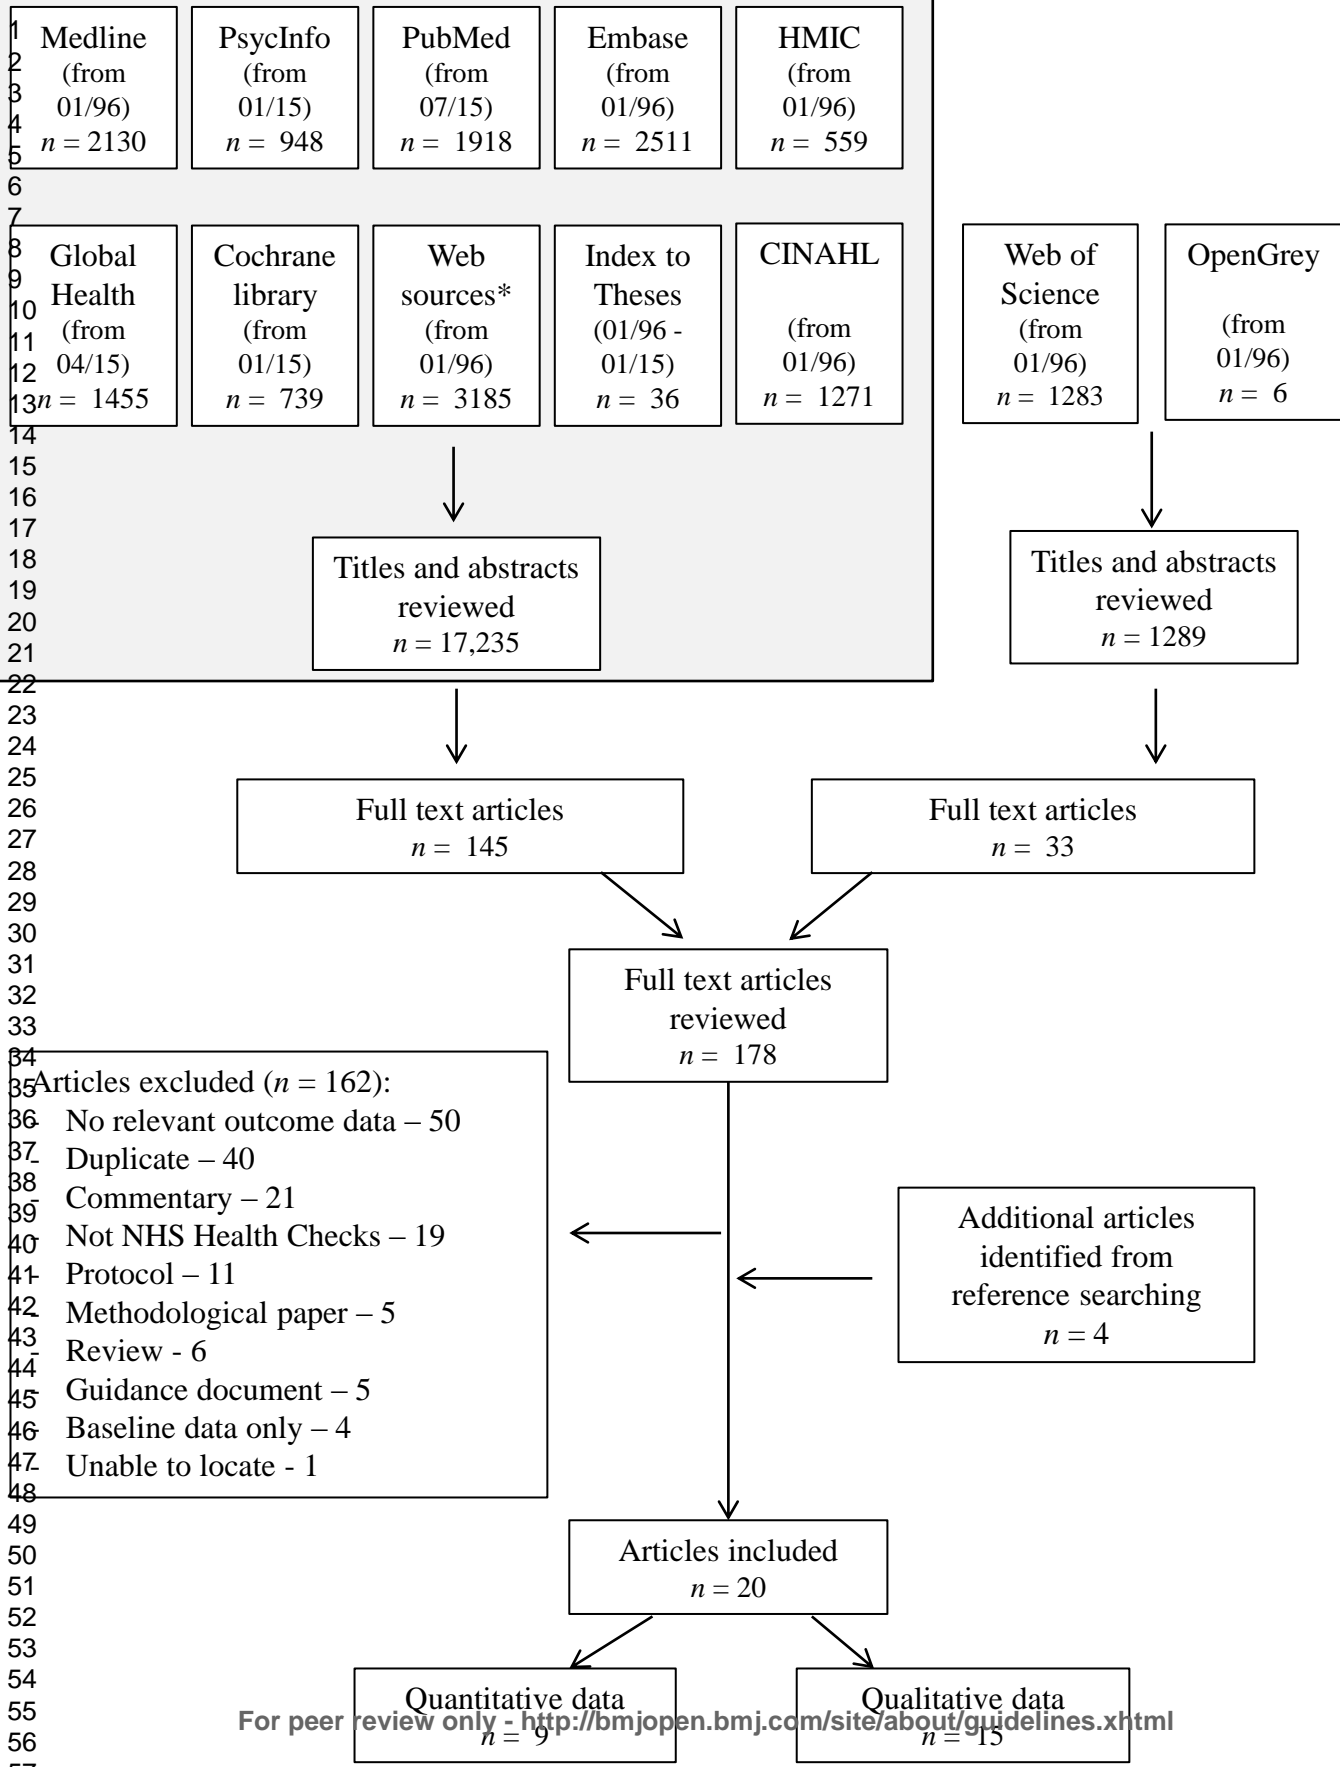 Medline
(from
01/96)
n = 2130
PsycInfo
(from
01/15)
n = 948
PubMed
(from
07/15)
n = 1918
Embase
(from
01/96)
n = 2511
HMIC
(from
01/96)
n = 559
Global
Health
(from
04/15)
n = 1455
Cochrane
library
(from
01/15)
n = 739
Web
sources*
(from
01/96)
n = 3185
Index to
Theses
(01/96 -
01/15)
n = 36
CINAHL
(from
01/96)
n = 1271
Web of
Science
(from
01/96)
n = 1283
OpenGrey
(from
01/96)
n = 6
Titles and abstracts
reviewed
n = 17,235
Titles and abstracts
reviewed
n = 1289
Full text articles
n = 145
Full text articles
n = 33
Full text articles
reviewed
n = 178
Articles excluded (n = 162):
- No relevant outcome data – 50
- Duplicate – 40
- Commentary – 21
- Not NHS Health Checks – 19
- Protocol – 11
- Methodological paper – 5
- Review - 6
- Guidance document – 5
- Baseline data only – 4
- Unable to locate - 1
Additional articles
identified from
reference searching
n = 4
Articles included
n = 20
Quantitative data
n = 9
Qualitative data
n = 15
For peer review only - http://bmjopen.bmj.com/site/about/guidelines.xhtml
1
2
3
4
5
6
7
8
9
10
11
12
13
14
15
16
17
18
19
20
21
22
23
24
25
26
27
28
29
30
31
32
33
34
35
36
37
38
39
40
41
42
43
44
45
46
47
48
49
50
51
52
53
54
55
56